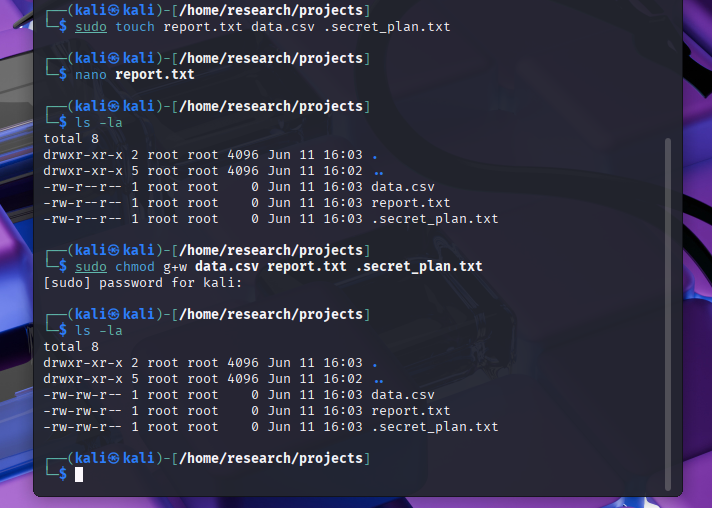 ┌──(kali㉿kali)-[/home/research/projects]
└─$ sudo touch report.txt data.csv .secret_plan.txt
┌──(kali㉿kali)-[/home/research/projects]
└─$ nano report.txt
┌──(kali㉿kali)-[/home/research/projects]
└─$ ls -la
total 8
drwxr-xr-x 2 root root 4096 Jun 11 16:03 .
drwxr-xr-x 5 root root 4096 Jun 11 16:02 ..
-rw-r--r-- 1 root root    0 Jun 11 16:03 data.csv
-rw-r--r-- 1 root root    0 Jun 11 16:03 report.txt
-rw-r--r-- 1 root root    0 Jun 11 16:03 .secret_plan.txt
┌──(kali㉿kali)-[/home/research/projects]
└─$ sudo chmod g+w data.csv report.txt .secret_plan.txt
[sudo] password for kali:
┌──(kali㉿kali)-[/home/research/projects]
└─$ ls -la
total 8
drwxr-xr-x 2 root root 4096 Jun 11 16:03 .
drwxr-xr-x 5 root root 4096 Jun 11 16:02 ..
-rw-rw-r-- 1 root root    0 Jun 11 16:03 data.csv
-rw-rw-r-- 1 root root    0 Jun 11 16:03 report.txt
-rw-rw-r-- 1 root root    0 Jun 11 16:03 .secret_plan.txt
┌──(kali㉿kali)-[/home/research/projects]
└─$